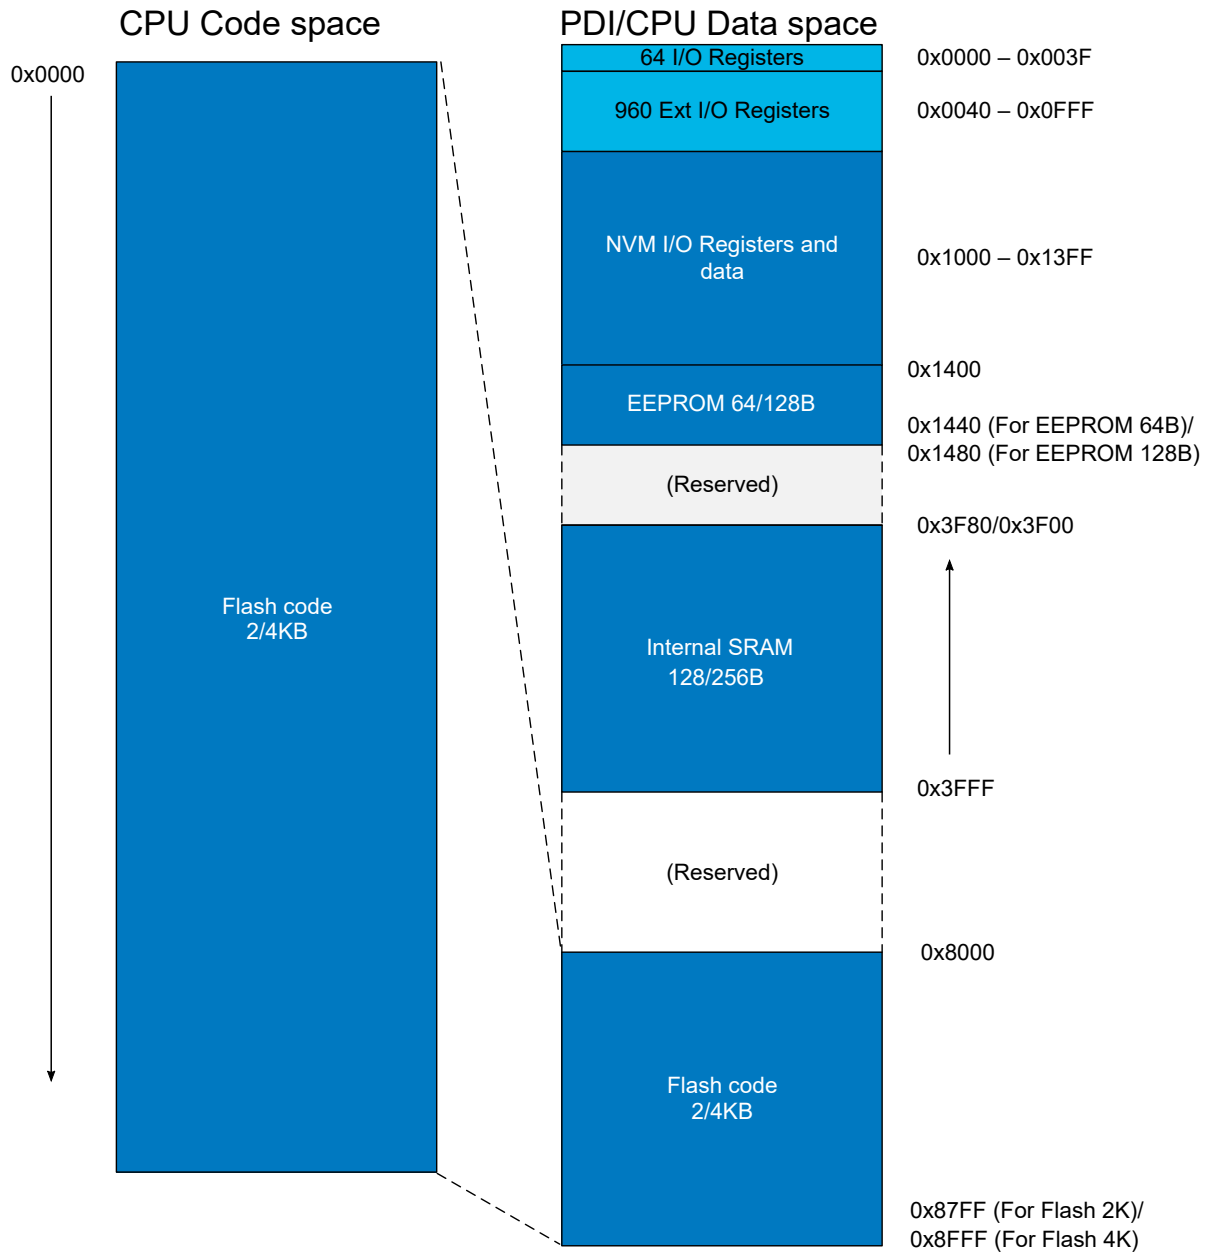 CPU Code space
PDI/CPU Data space
0x0000
Flash code
2/4KB
64 I/O Registers
0x0000 – 0x003F
960 Ext I/O Registers
0x0040 – 0x0FFF
NVM I/O Registers and
data
0x1000 – 0x13FF
0x1400
EEPROM 64/128B
0x1440 (For EEPROM 64B)/
0x1480 (For EEPROM 128B)
(Reserved)
0x3F80/0x3F00
Internal SRAM
128/256B
0x3FFF
(Reserved)
0x8000
Flash code
2/4KB
0x87FF (For Flash 2K)/
0x8FFF (For Flash 4K)